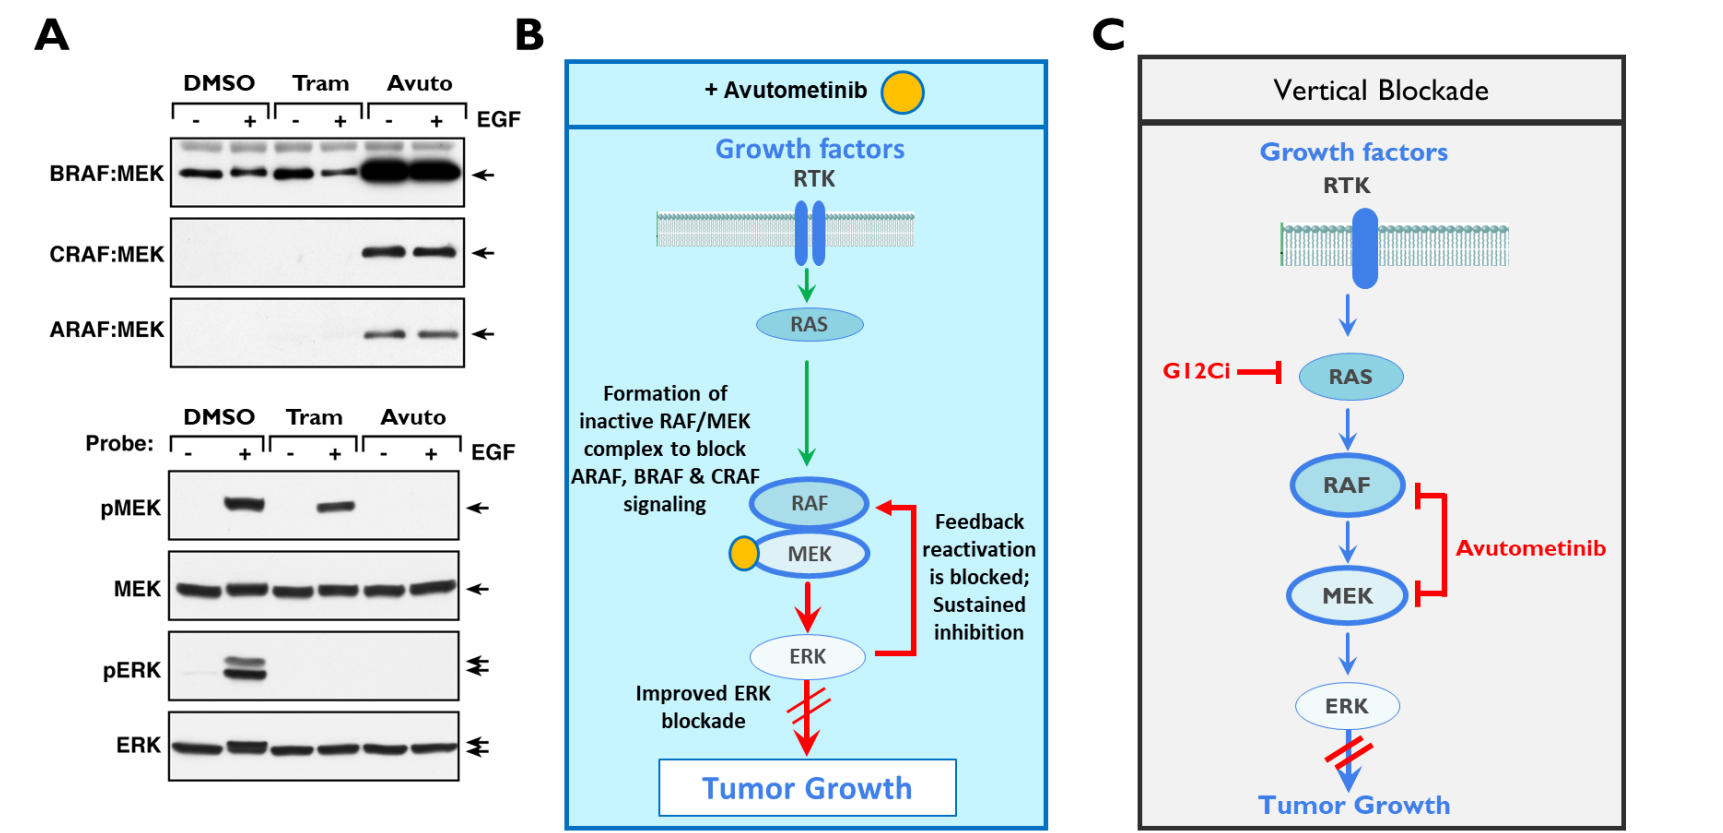 A
DMSO Tram Avuto
- + - + - + EGF
BRAF:MEK
CRAF:MEK
ARAF:MEK
DMSO Tram Avuto
Probe: - + - + - + EGF
pMEK
MEK
pERK
ERK
B
+ Avutometinib
Growth factors
RTK
RAS
Formation of
inactive RAF/MEK
complex to block
ARAF, BRAF & CRAF
signaling
RAF
MEK
Feedback
reactivation
is blocked;
Sustained
inhibition
ERK
Improved ERK
blockade
Tumor Growth
C
Vertical Blockade
Growth factors
RTK
G12Ci
RAS
RAF
Avutometinib
MEK
ERK
Tumor Growth